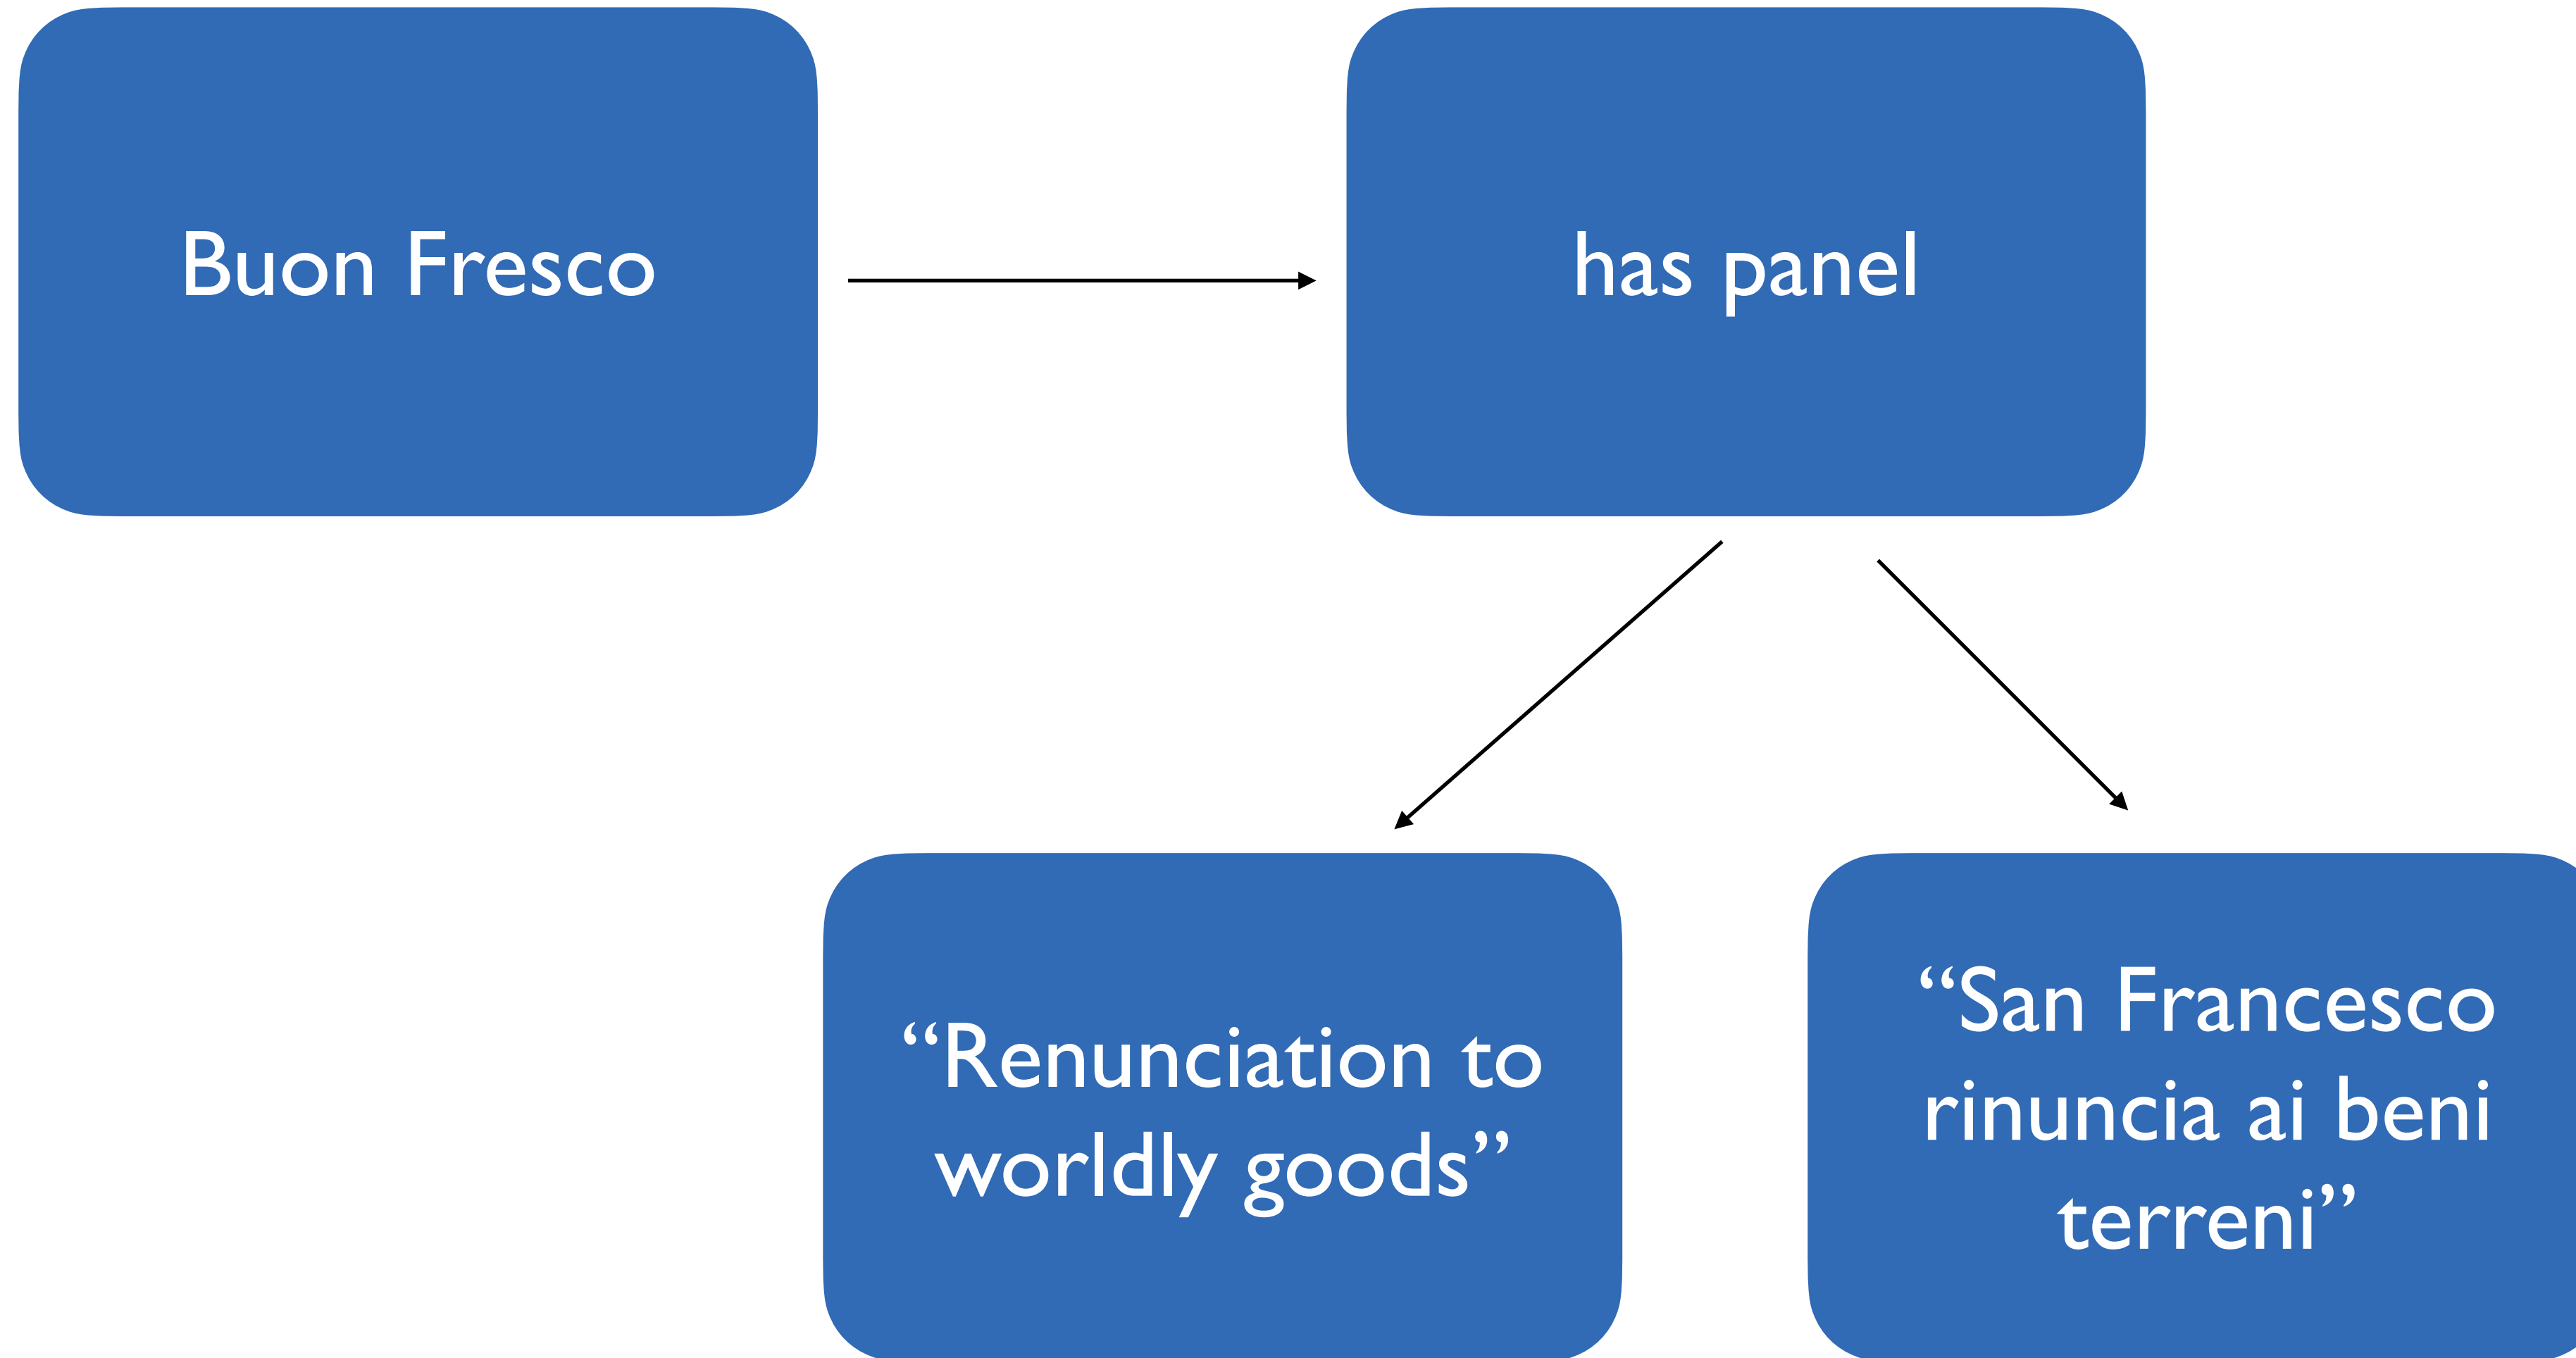 Buon Fresco
has panel
“Renunciation to
worldly goods”
“San Francesco
rinuncia ai beni
terreni”